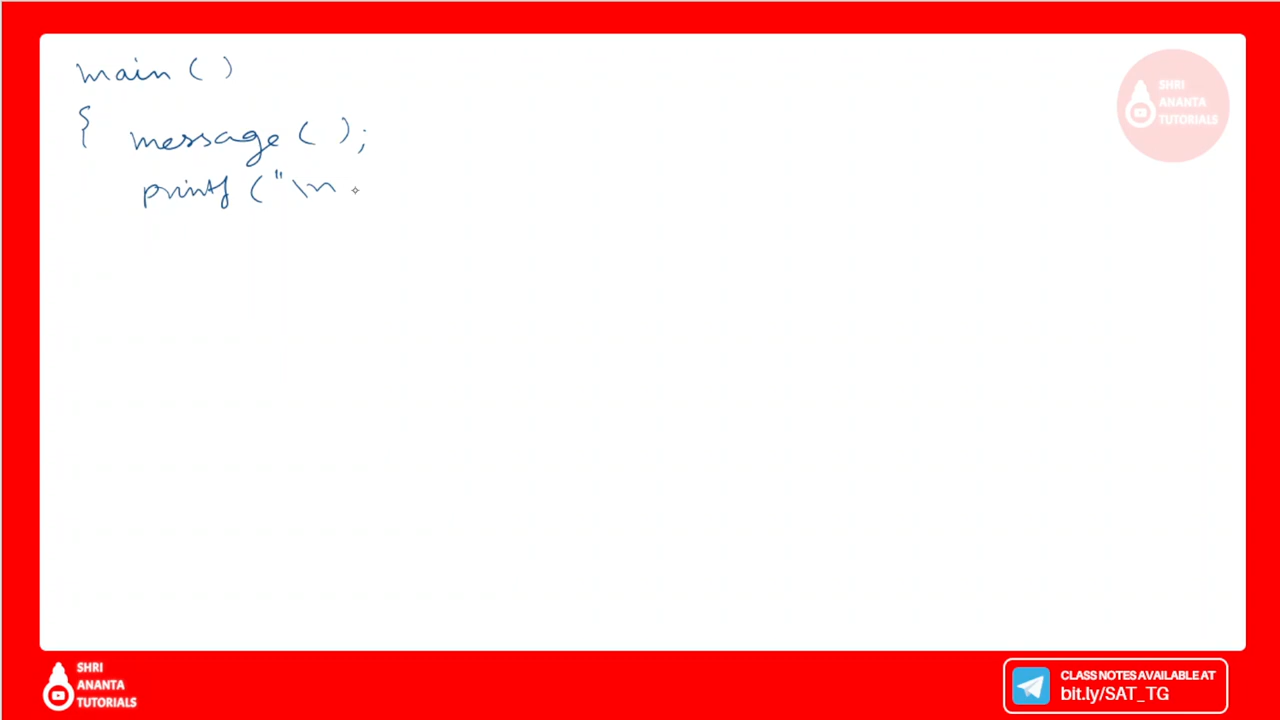 main ( )
{ message ( );
printf ("\n
SHRI
ANANTA
TUTORIALS
SHRI
ANANTA
TUTORIALS
CLASS NOTES AVAILABLE AT
bit.ly/SAT_TG